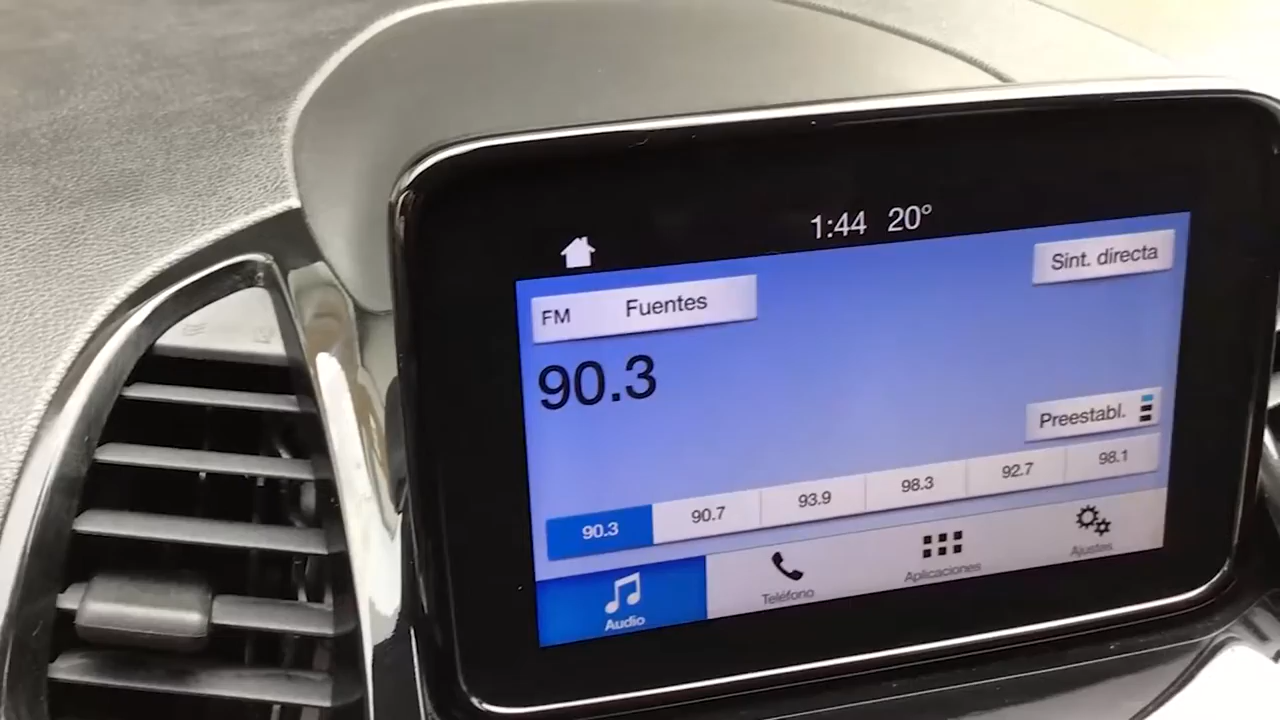 1:44 20°
FM Fuentes
Sint. directa
90.3
Preestabl.
90.3 90.7 93.9 98.3 92.7 98.1
Audio Teléfono Aplicaciones Ajustes